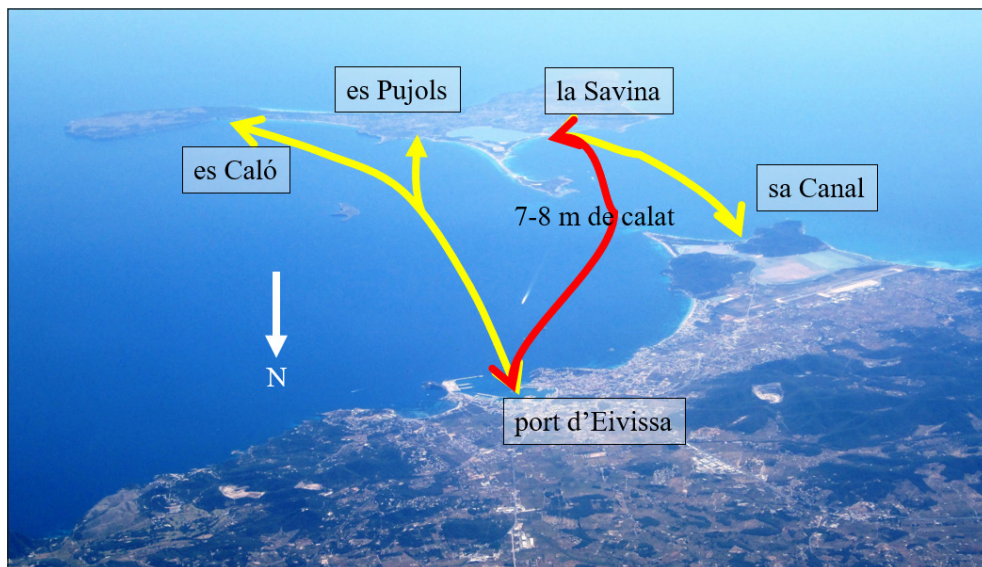 es Pujols
la Savina
es Caló
sa Canal
7-8 m de calat
N
port d’Eivissa